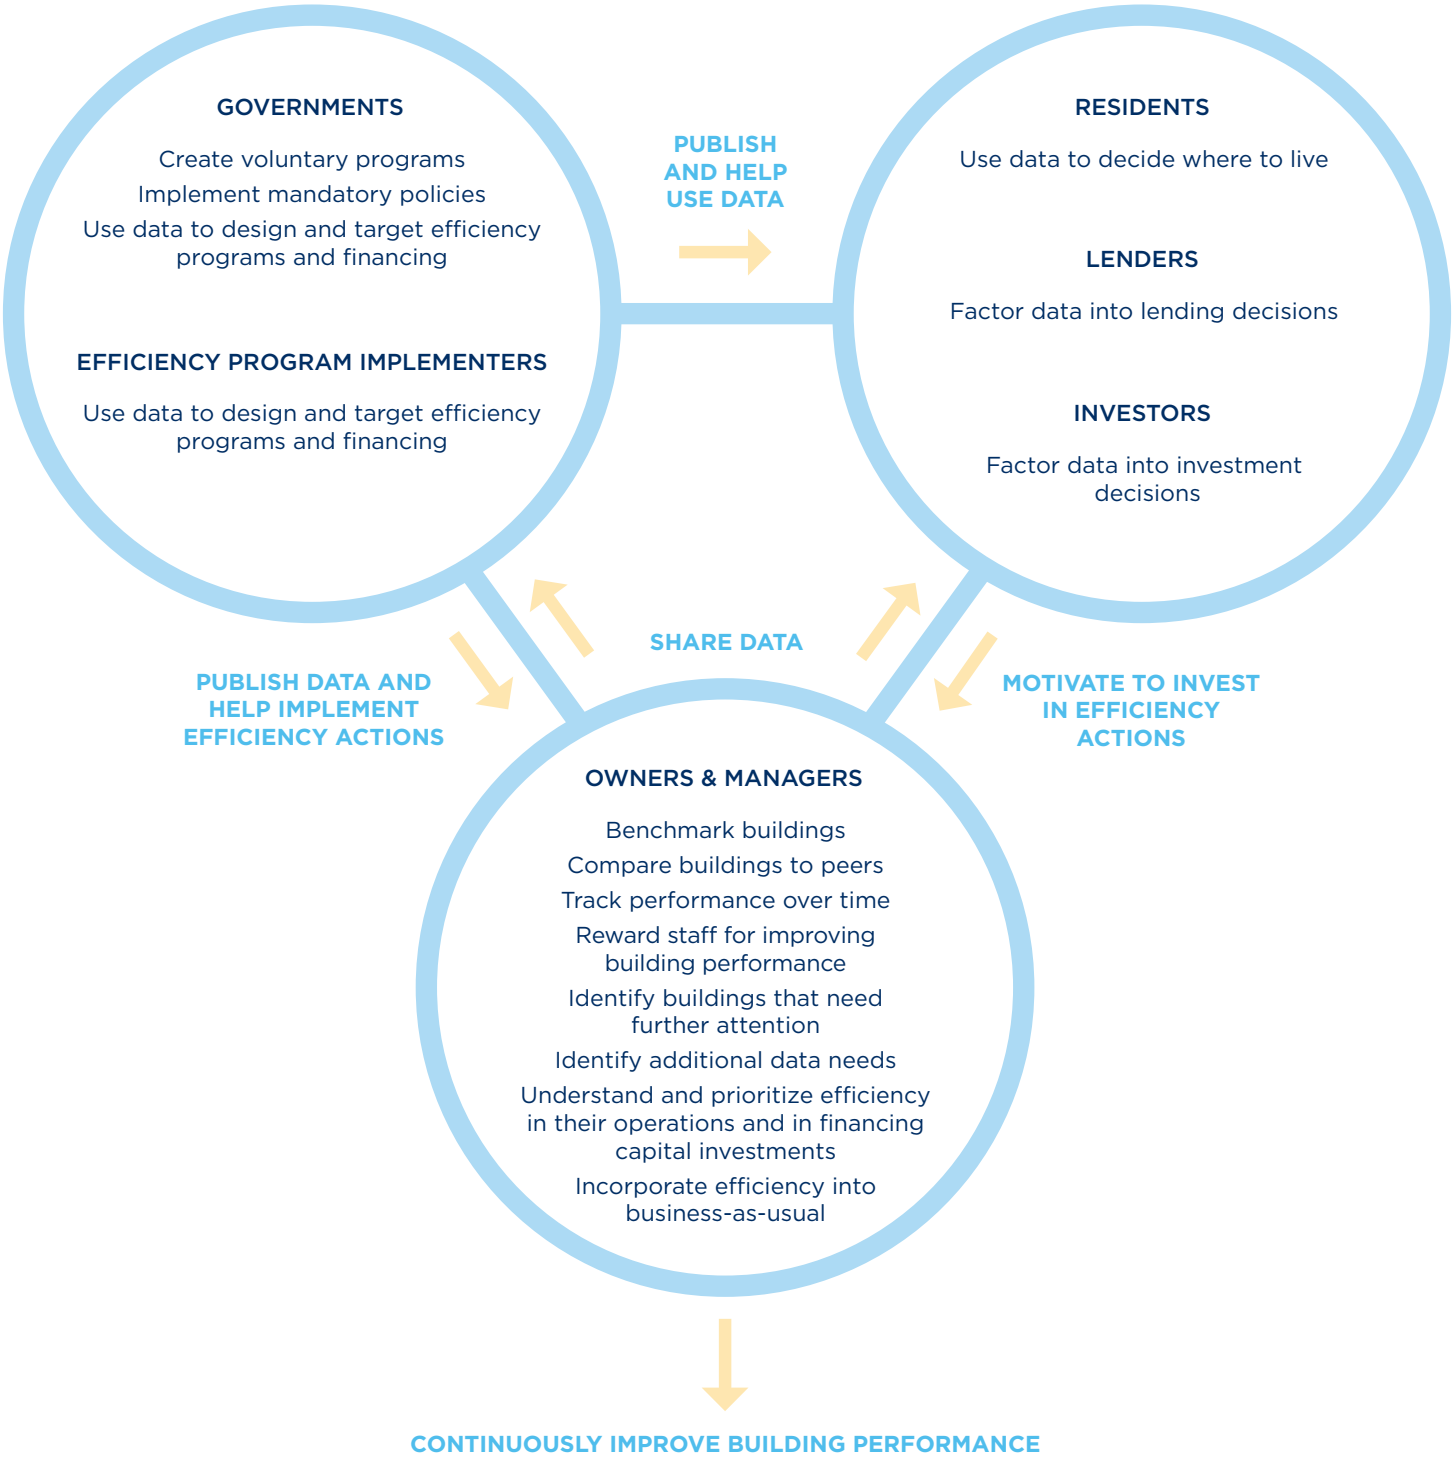 GOVERNMENTS
Create voluntary programs
Implement mandatory policies
Use data to design and target efficiency
programs and financing
EFFICIENCY PROGRAM IMPLEMENTERS
Use data to design and target efficiency
programs and financing
PUBLISH
AND HELP
USE DATA
RESIDENTS
Use data to decide where to live
LENDERS
Factor data into lending decisions
INVESTORS
Factor data into investment
decisions
PUBLISH DATA AND
HELP IMPLEMENT
EFFICIENCY ACTIONS
SHARE DATA
MOTIVATE TO INVEST
IN EFFICIENCY
ACTIONS
OWNERS & MANAGERS
Benchmark buildings
Compare buildings to peers
Track performance over time
Reward staff for improving
building performance
Identify buildings that need
further attention
Identify additional data needs
Understand and prioritize efficiency
in their operations and in financing
capital investments
Incorporate efficiency into
business-as-usual
CONTINUOUSLY IMPROVE BUILDING PERFORMANCE